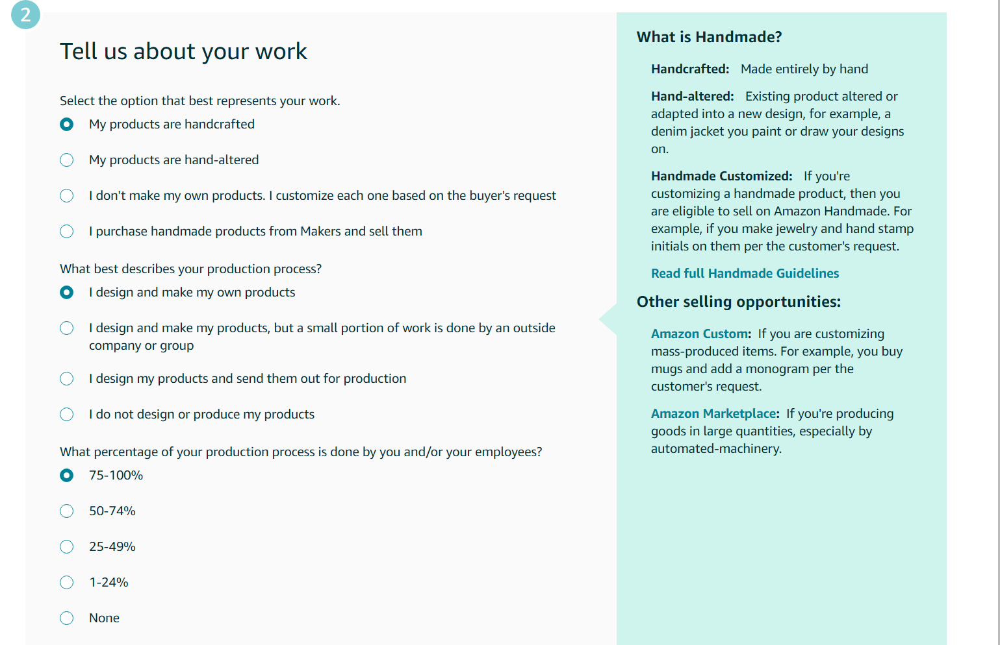 2
Tell us about your work
Select the option that best represents your work.
My products are handcrafted
My products are hand-altered
I don't make my own products. I customize each one based on the buyer's request
I purchase handmade products from Makers and sell them
What best describes your production process?
I design and make my own products
I design and make my products, but a small portion of work is done by an outside
company or group
I design my products and send them out for production
I do not design or produce my products
What percentage of your production process is done by you and/or your employees?
75-100%
50-74%
25-49%
1-24%
None
What is Handmade?
Handcrafted: Made entirely by hand
Hand-altered: Existing product altered or
adapted into a new design, for example, a
denim jacket you paint or draw your designs
on.
Handmade Customized: If you're
customizing a handmade product, then you
are eligible to sell on Amazon Handmade. For
example, if you make jewelry and hand stamp
initials on them per the customer's request.
Read full Handmade Guidelines
Other selling opportunities:
Amazon Custom: If you are customizing
mass-produced items. For example, you buy
mugs and add a monogram per the
customer's request.
Amazon Marketplace: If you're producing
goods in large quantities, especially by
automated-machinery.